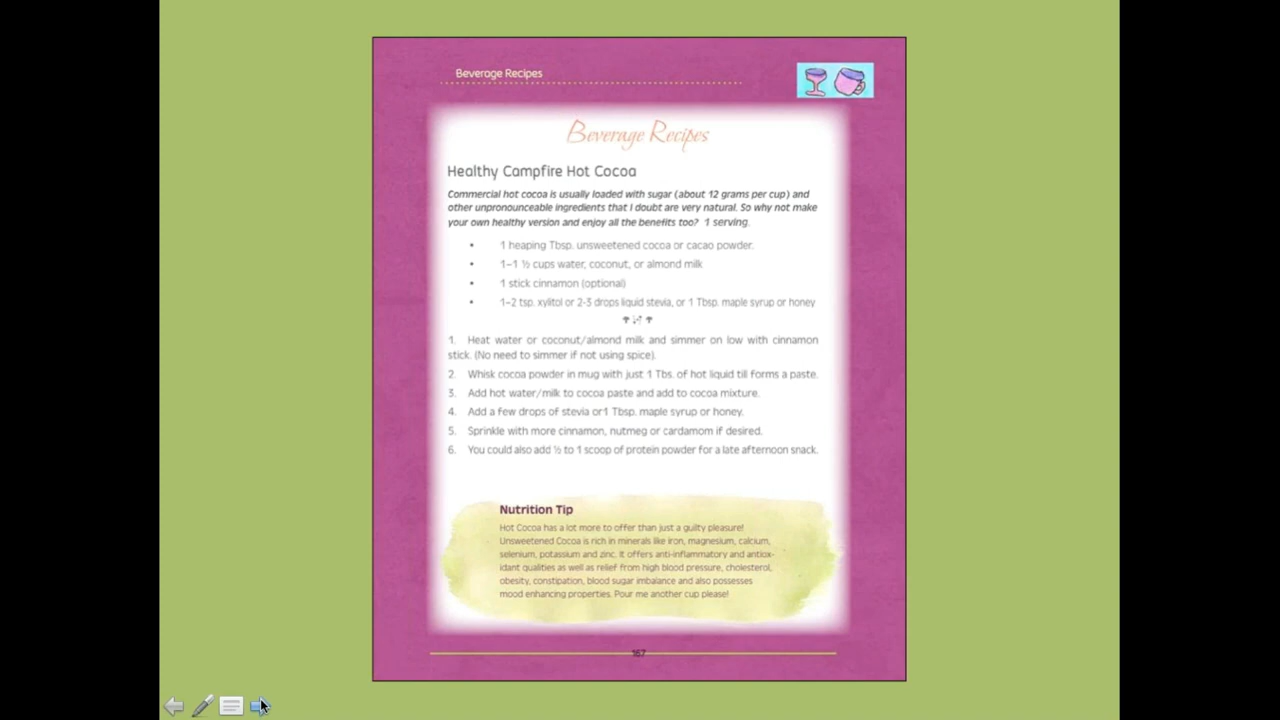 Beverage Recipes
Beverage Recipes
Healthy Campfire Hot Cocoa
Commercial hot cocoa is usually loaded with sugar (about 12 grams per cup) and
other unpronounceable ingredients that I doubt are very natural. So why not make
your own healthy version and enjoy all the benefits too? 1 serving.
• 1 heaping Tbsp. unsweetened cocoa or cacao powder.
• 1–1 ½ cups water, coconut, or almond milk
• 1 stick cinnamon (optional)
• 1–2 tsp. xylitol or 2-3 drops liquid stevia, or 1 Tbsp. maple syrup or honey
1. Heat water or coconut/almond milk and simmer on low with cinnamon
stick. (No need to simmer if not using spice).
2. Whisk cocoa powder in mug with just 1 Tbs. of hot liquid till forms a paste.
3. Add hot water/milk to cocoa paste and add to cocoa mixture.
4. Add a few drops of stevia or1 Tbsp. maple syrup or honey.
5. Sprinkle with more cinnamon, nutmeg or cardamom if desired.
6. You could also add ½ to 1 scoop of protein powder for a late afternoon snack.
Nutrition Tip
Hot Cocoa has a lot more to offer than just a guilty pleasure!
Unsweetened Cocoa is rich in minerals like iron, magnesium, calcium,
selenium, potassium and zinc. It offers anti-inflammatory and antiox-
idant qualities as well as relief from high blood pressure, cholesterol,
obesity, constipation, blood sugar imbalance and also possesses
mood enhancing properties. Pour me another cup please!
167